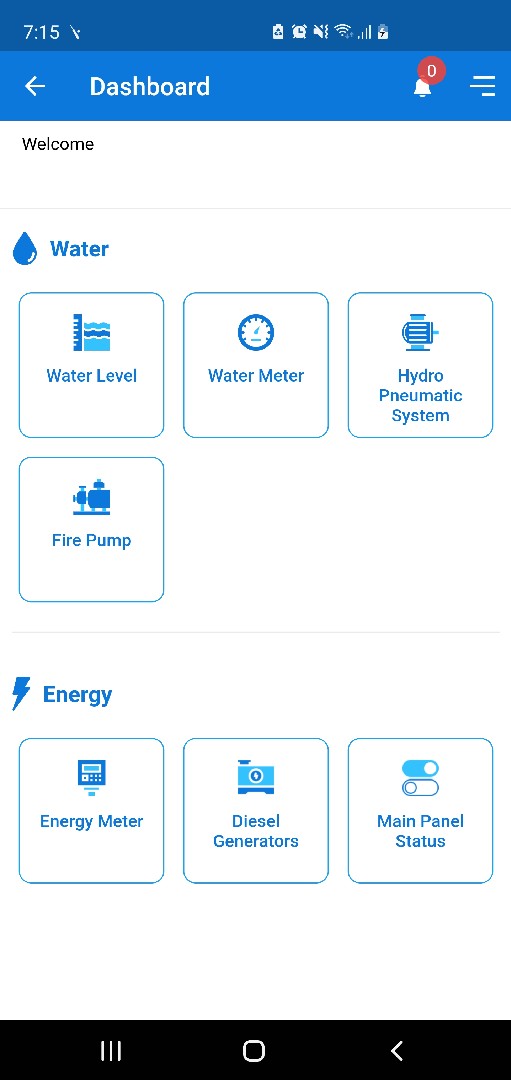 7:15
0
Dashboard
Welcome
Water
Water Level
Water Meter
Hydro
Pneumatic
System
Fire Pump
Energy
Energy Meter
Diesel
Generators
Main Panel
Status